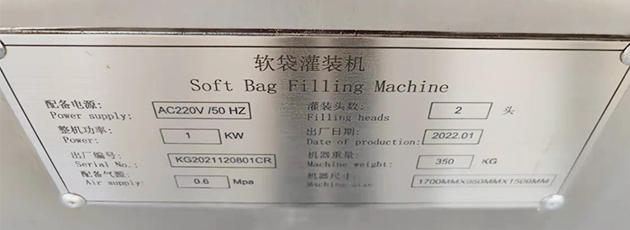 软袋灌装机
Soft Bag Filling Machine
配备电源: AC220V /50 HZ
Power supply:
整机功率: 1 KW
Power:
出厂编号: KG2021120B01CR
Serial No.:
配备气源: 0.6 Mpa
Air supply:
灌装头数: 2 头
Filling heads
出厂日期: 2022.01
Date of production:
机器重量: 350 KG
Machine weight:
机器尺寸: 1700MMX950MMX1500MM
Machine size